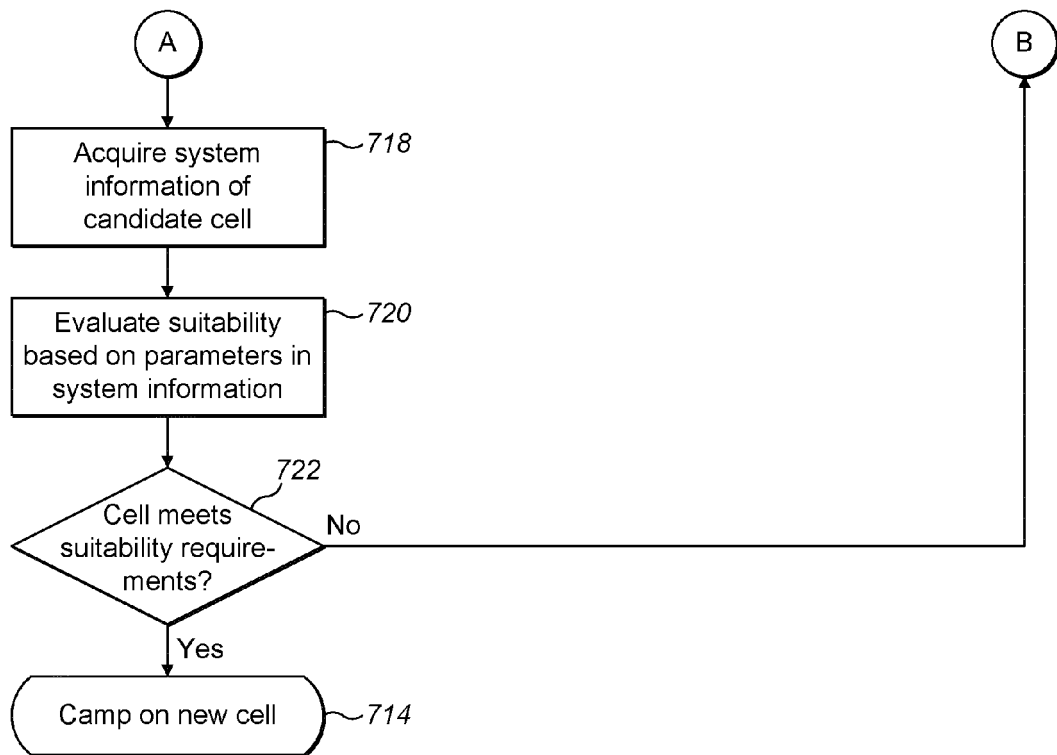 A
B
Acquire system
information of
candidate cell
718
Evaluate suitability
based on parameters in
system information
720
722
Cell meets
suitability require-
ments?
No
Yes
Camp on new cell
714